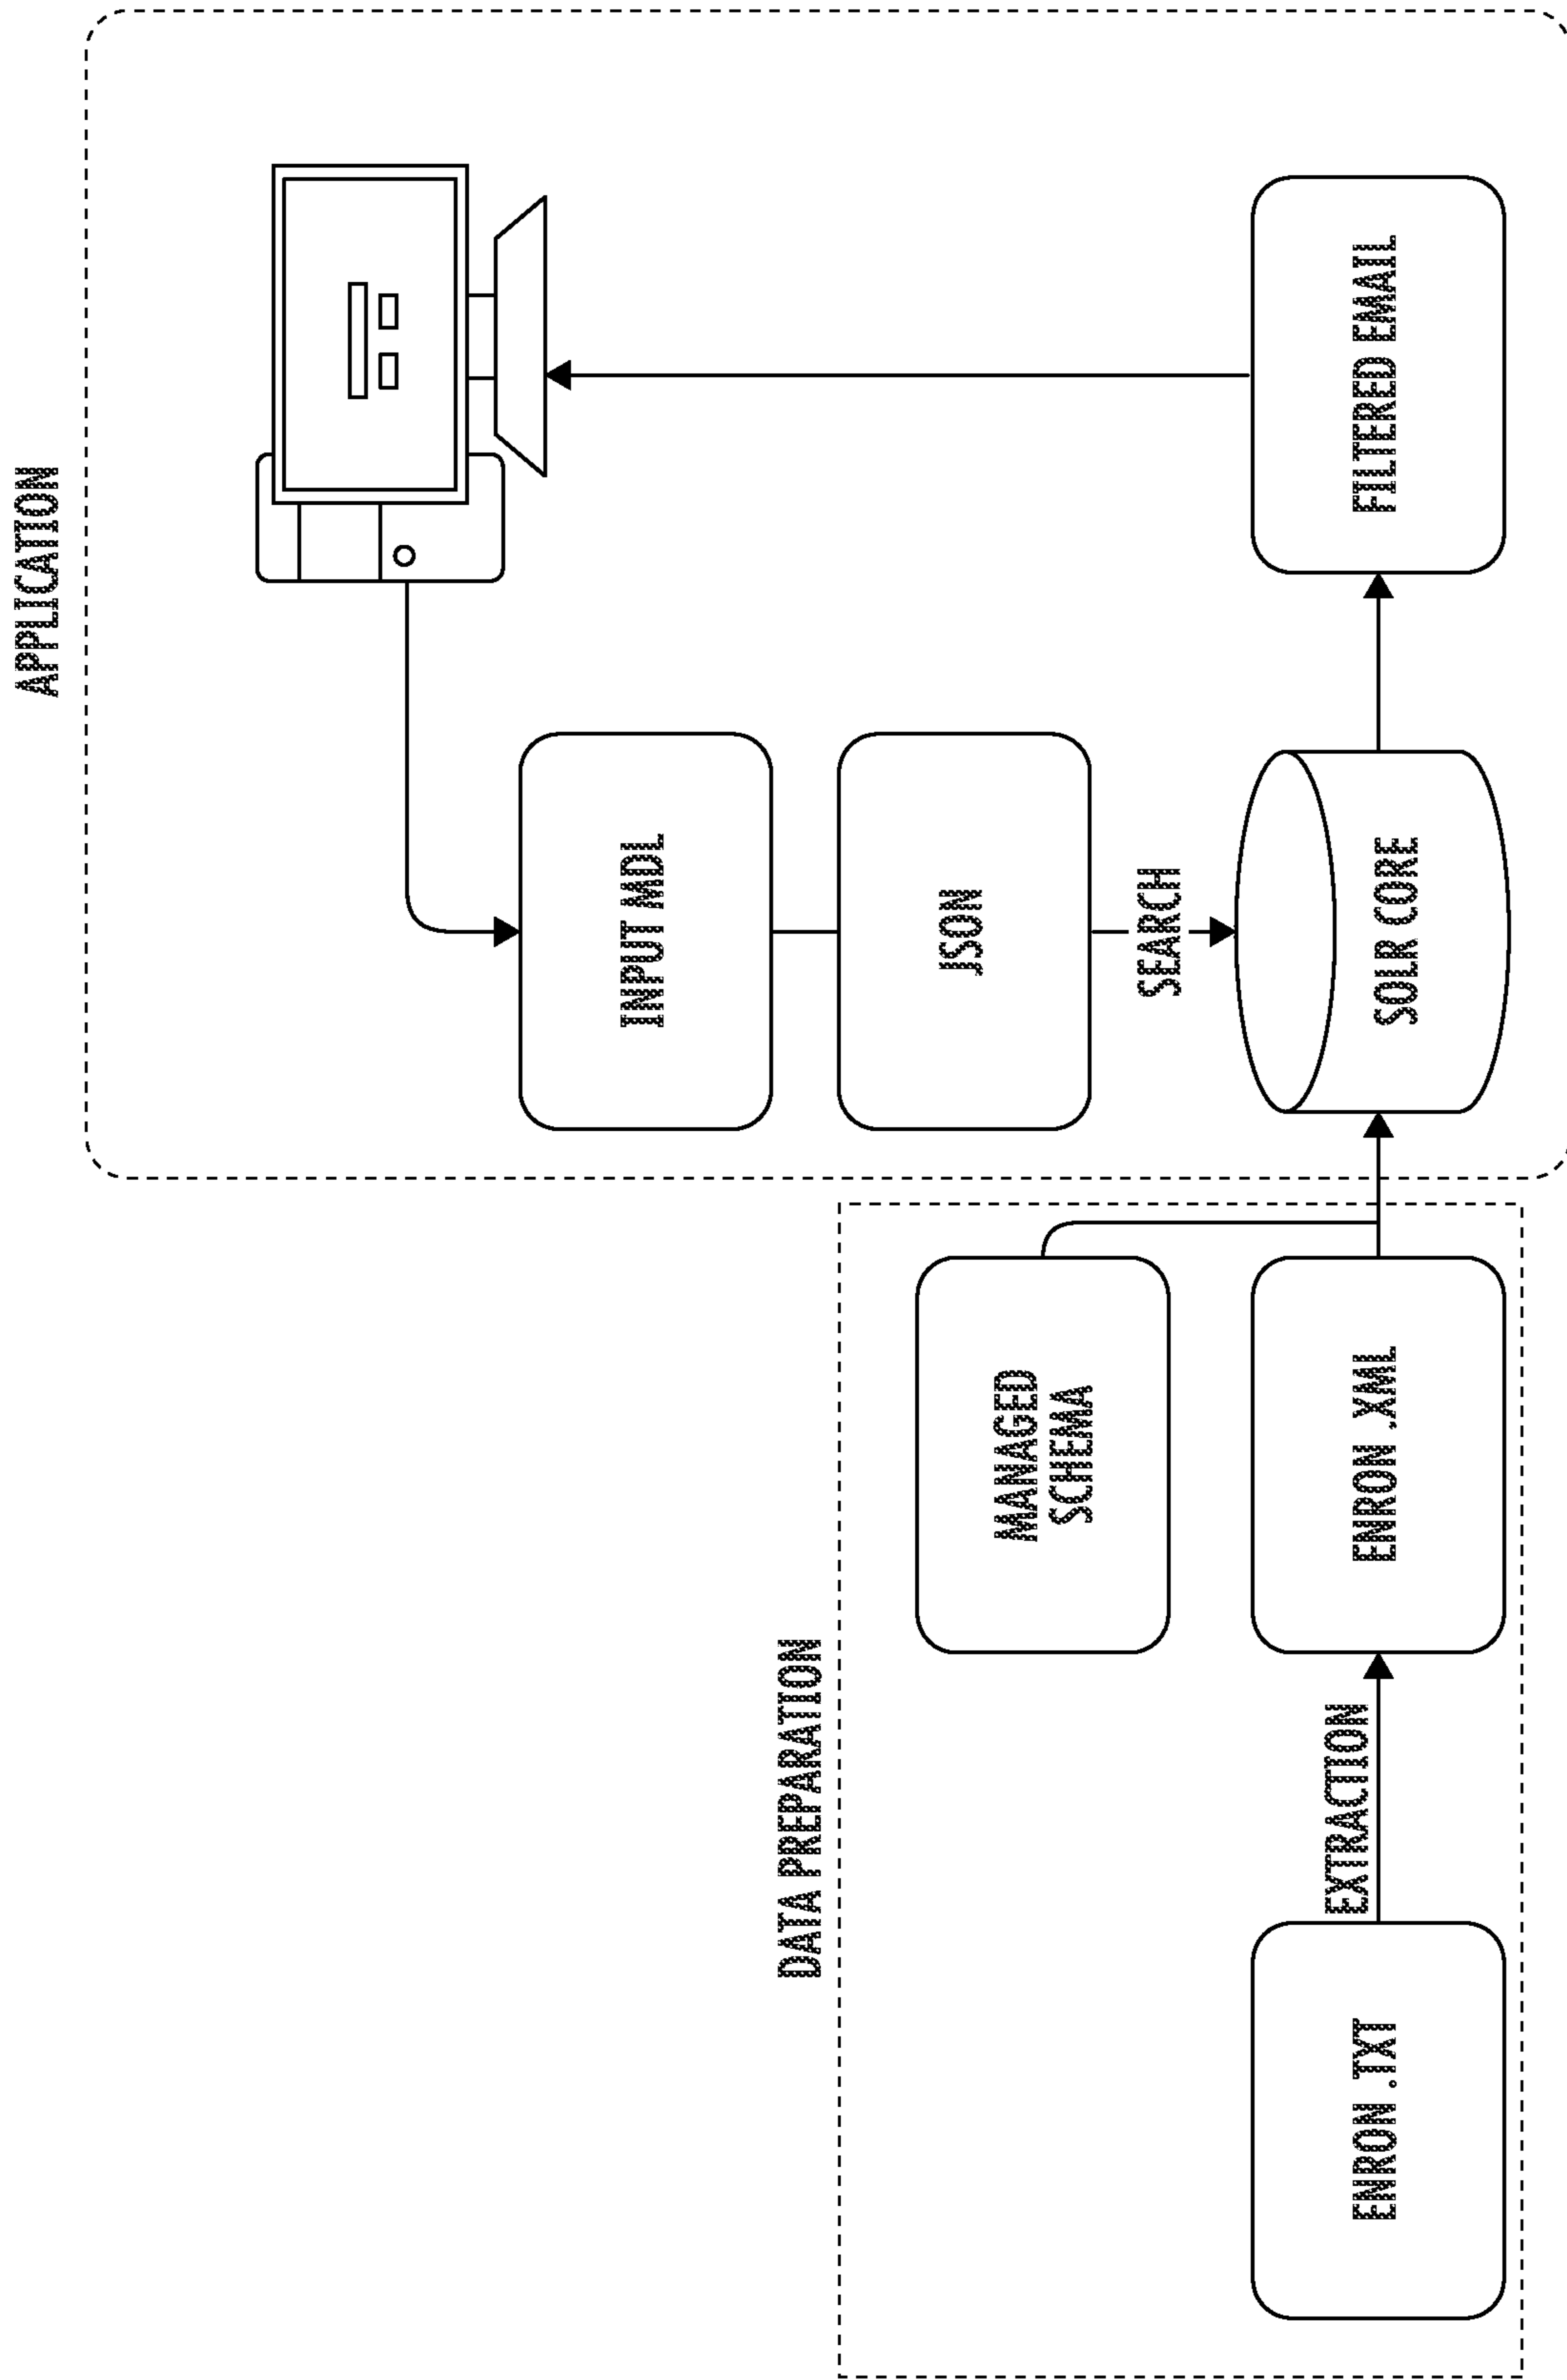 APPLICATION
DATA PREPARATION
INPUT MDL
MANAGED
SCHEMA
JSON
SEARCH
EXTRACTION
ENRON .TXT
ENRON ,XML
SOLR CORE
FILTERED EMAIL